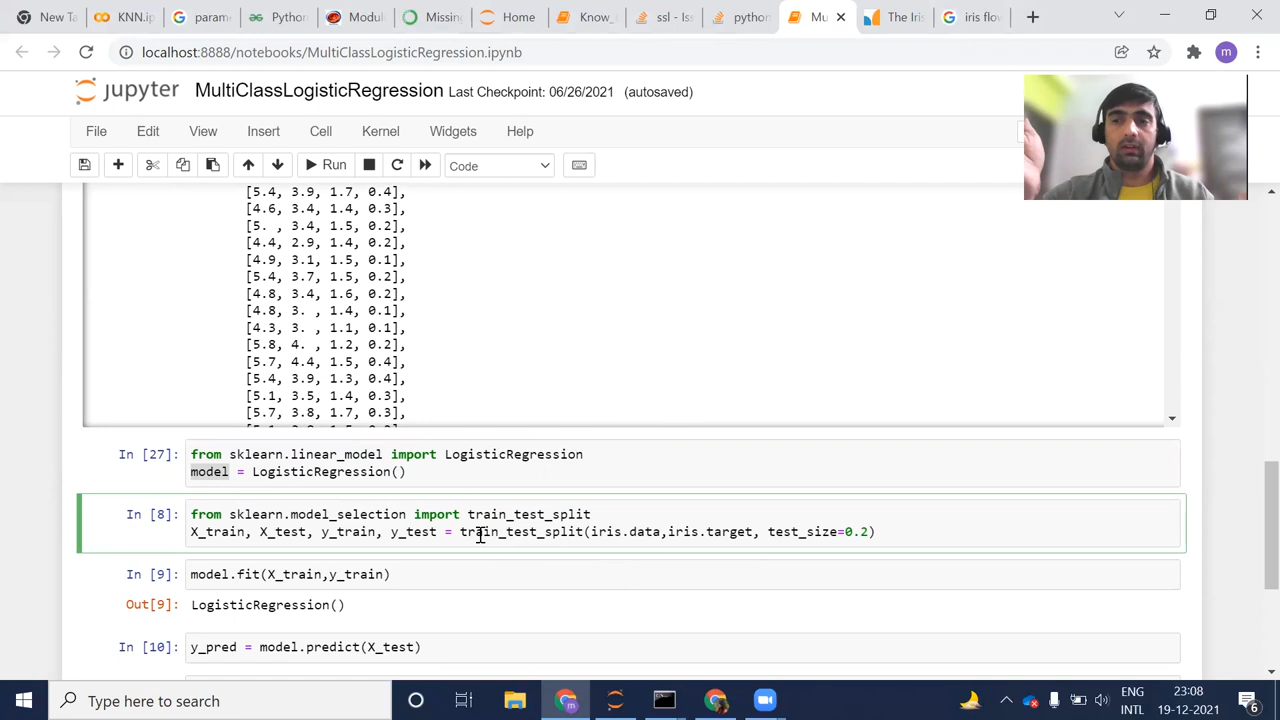 New Ta
KNN.ip
parame
Python
Modul
Missing
Home
Know_
ssl - Iss
python
Mu
The Iris
iris flow
localhost:8888/notebooks/MultiClassLogisticRegression.ipynb
m
jupyter MultiClassLogisticRegression Last Checkpoint: 06/26/2021 (autosaved)
File Edit View Insert Cell Kernel Widgets Help
Run Code
[5.4, 3.9, 1.7, 0.4],
[4.6, 3.4, 1.4, 0.3],
[5. , 3.4, 1.5, 0.2],
[4.4, 2.9, 1.4, 0.2],
[4.9, 3.1, 1.5, 0.1],
[5.4, 3.7, 1.5, 0.2],
[4.8, 3.4, 1.6, 0.2],
[4.8, 3. , 1.4, 0.1],
[4.3, 3. , 1.1, 0.1],
[5.8, 4. , 1.2, 0.2],
[5.7, 4.4, 1.5, 0.4],
[5.4, 3.9, 1.3, 0.4],
[5.1, 3.5, 1.4, 0.3],
[5.7, 3.8, 1.7, 0.3],
In [27]: from sklearn.linear_model import LogisticRegression
model = LogisticRegression()
In [8]: from sklearn.model_selection import train_test_split
X_train, X_test, y_train, y_test = train_test_split(iris.data,iris.target, test_size=0.2)
In [9]: model.fit(X_train,y_train)
Out[9]: LogisticRegression()
In [10]: y_pred = model.predict(X_test)
Type here to search
ENG
INTL
23:08
19-12-2021
6